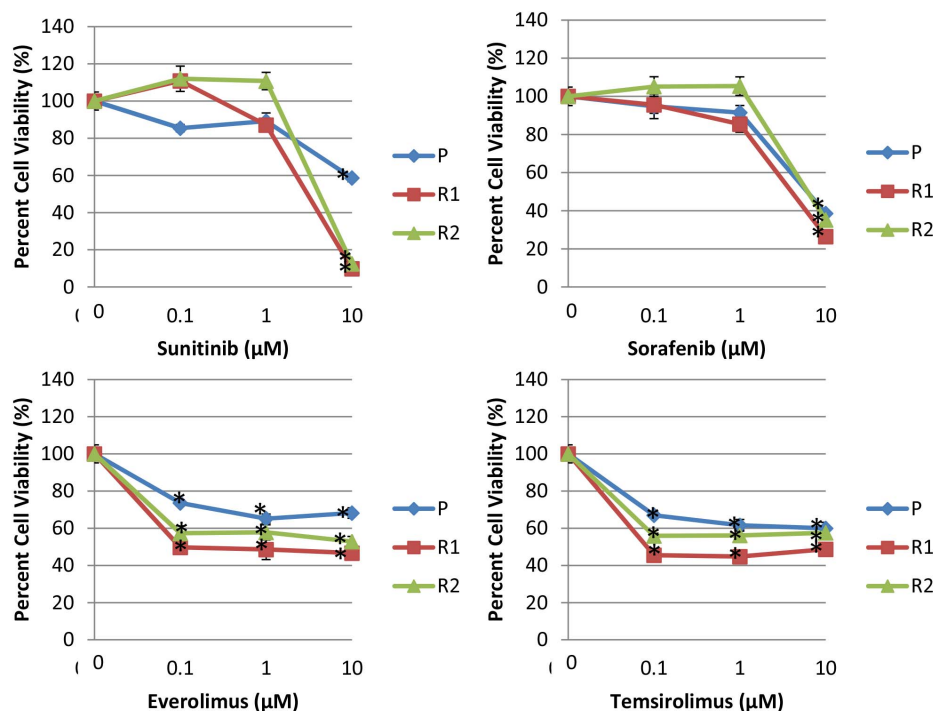 Percent Cell Viability (%)
140
120
100
80
60
40
20
0
0 0.1 1 10
Sunitinib (μM)
P
R1
R2
Percent Cell Viability (%)
140
120
100
80
60
40
20
0
0 0.1 1 10
Sorafenib (μM)
P
R1
R2
Percent Cell Viability (%)
140
120
100
80
60
40
20
0
0 0.1 1 10
Everolimus (μM)
P
R1
R2
Percent Cell Viability (%)
140
120
100
80
60
40
20
0
0 0.1 1 10
Temsirolimus (μM)
P
R1
R2